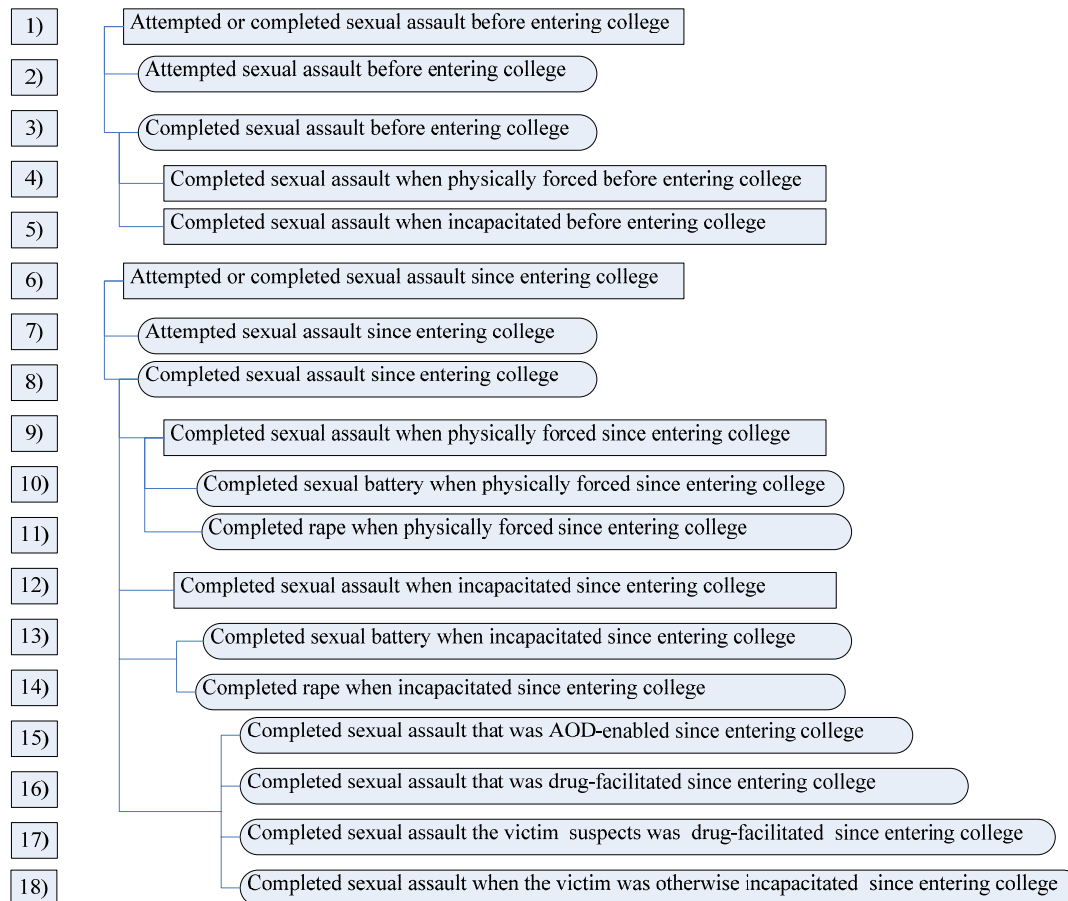 1) Attempted or completed sexual assault before entering college
2) Attempted sexual assault before entering college
3) Completed sexual assault before entering college
4) Completed sexual assault when physically forced before entering college
5) Completed sexual assault when incapacitated before entering college
6) Attempted or completed sexual assault since entering college
7) Attempted sexual assault since entering college
8) Completed sexual assault since entering college
9) Completed sexual assault when physically forced since entering college
10) Completed sexual battery when physically forced since entering college
11) Completed rape when physically forced since entering college
12) Completed sexual assault when incapacitated since entering college
13) Completed sexual battery when incapacitated since entering college
14) Completed rape when incapacitated since entering college
15) Completed sexual assault that was AOD-enabled since entering college
16) Completed sexual assault that was drug-facilitated since entering college
17) Completed sexual assault the victim suspects was drug-facilitated since entering college
18) Completed sexual assault when the victim was otherwise incapacitated since entering college